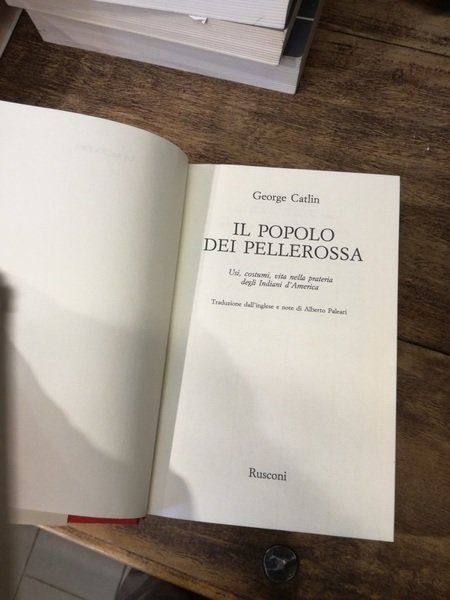 George Catlin
IL POPOLO
DEI PELLEROSSA
Usi, costumi, vita nella prateria
degli Indiani d'America
Traduzione dall'inglese e note di Alberto Paleari
Rusconi